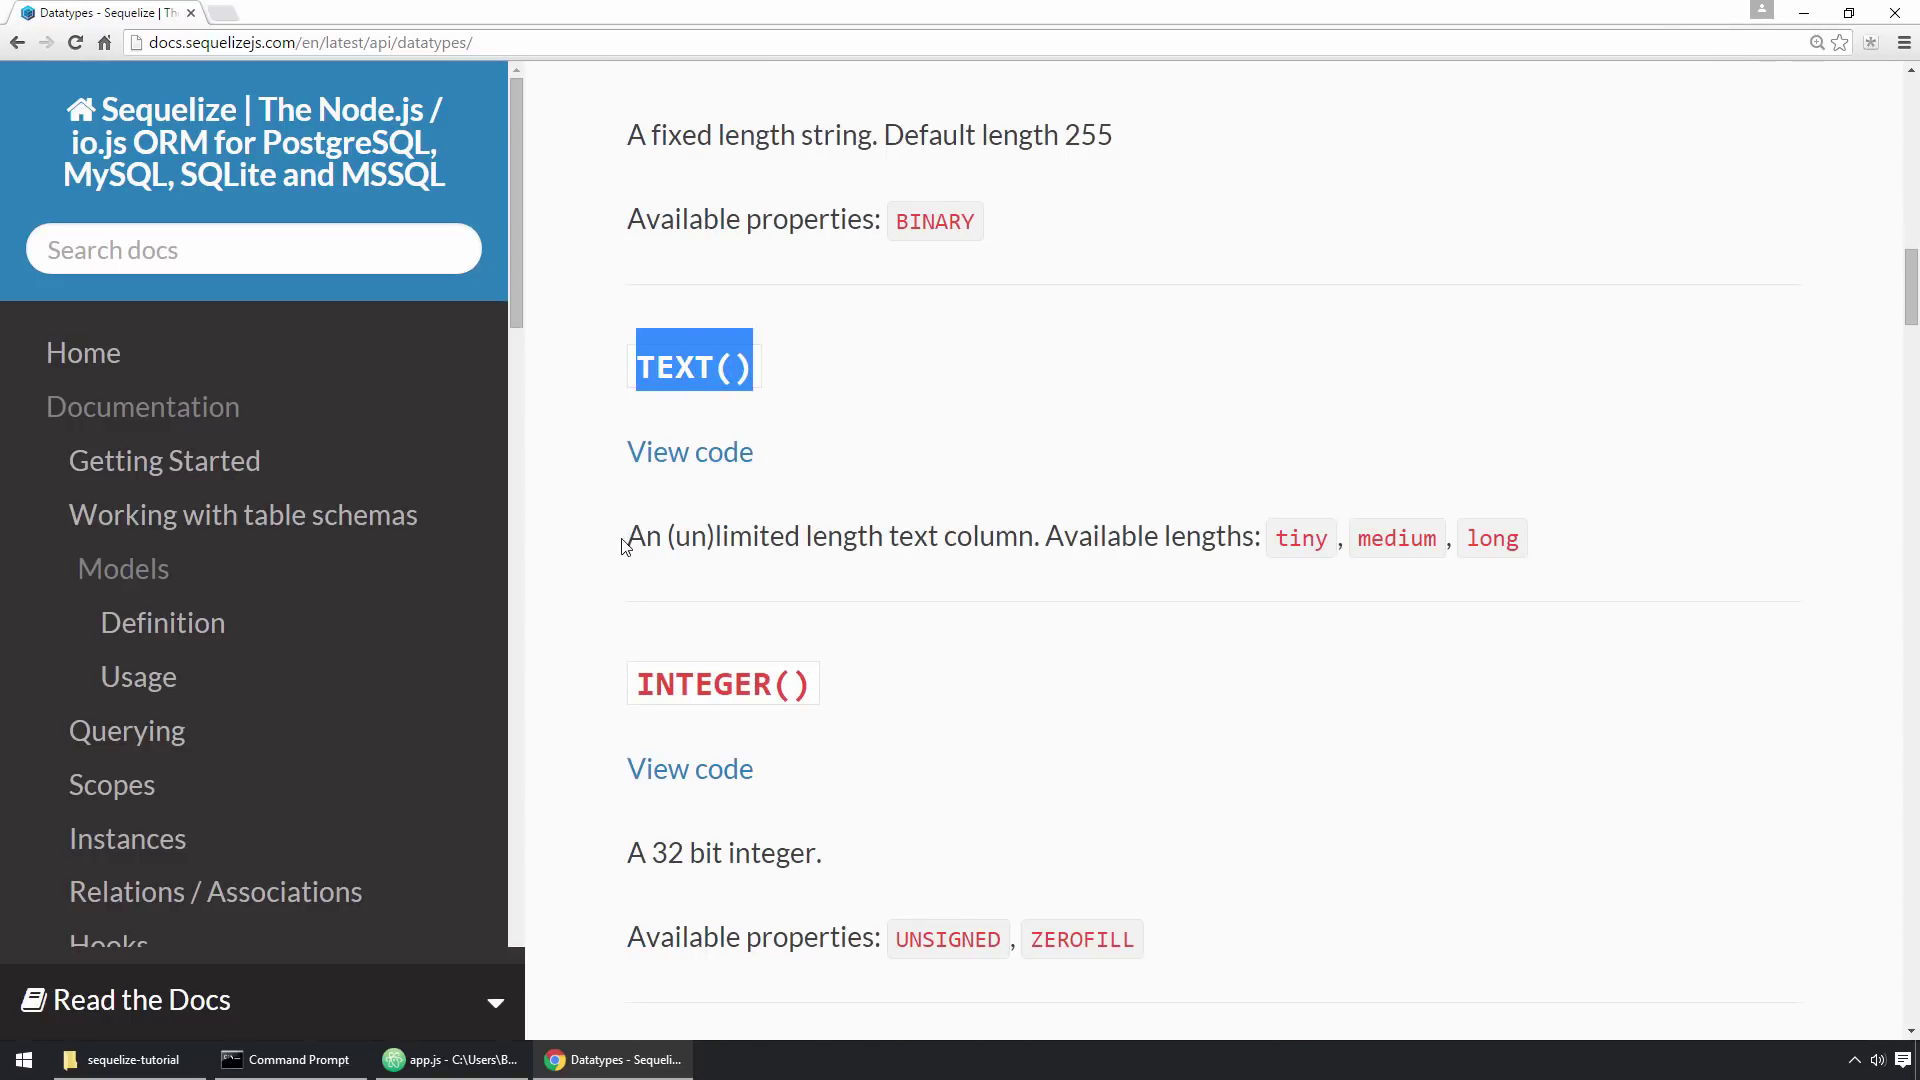 Datatypes - Sequelize | Th
docs.sequelizejs.com/en/latest/api/datatypes/
Sequelize | The Node.js /
io.js ORM for PostgreSQL,
MySQL, SQLite and MSSQL
Search docs
Home
Documentation
Getting Started
Working with table schemas
Models
Definition
Usage
Querying
Scopes
Instances
Relations / Associations
Hooks
Read the Docs
A fixed length string. Default length 255
Available properties: BINARY
TEXT()
View code
An (un)limited length text column. Available lengths: tiny, medium, long
INTEGER()
View code
A 32 bit integer.
Available properties: UNSIGNED, ZEROFILL
sequelize-tutorial
Command Prompt
app.js - C:\Users\B...
Datatypes - Sequeli...